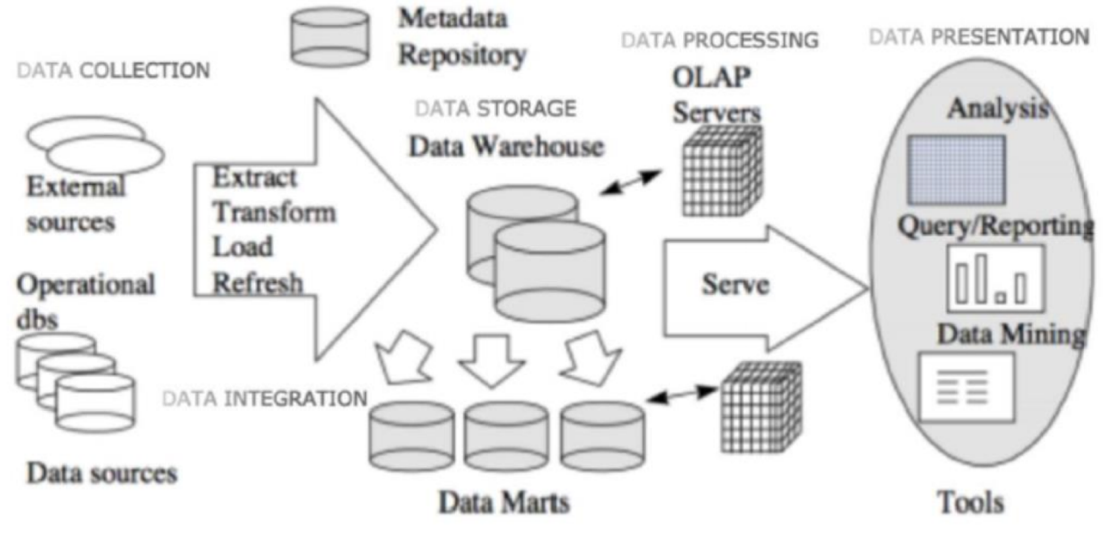 DATA COLLECTION
External
sources
Operational
dbs
Data sources
Metadata
Repository
Extract
Transform
Load
Refresh
DATA INTEGRATION
DATA STORAGE
Data Warehouse
Data Marts
DATA PROCESSING
OLAP
Servers
Serve
DATA PRESENTATION
Analysis
Query/Reporting
Data Mining
Tools